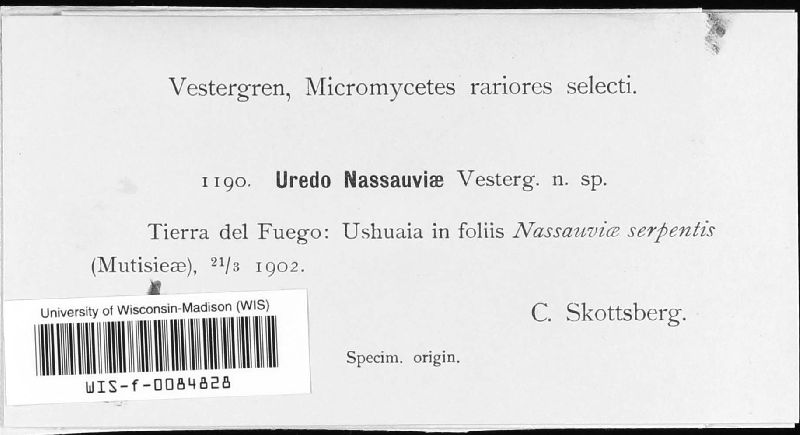 Vestergren, Micromycetes rariores selecti.
1190. Uredo Nassauviæ Vesterg. n. sp.
Tierra del Fuego: Ushuaia in foliis Nassauviæ serpentis
(Mutisieæ), 21/3 1902.
C. Skottsberg.
Specim. origin.
University of Wisconsin-Madison (WIS)
WIS-f-0084828